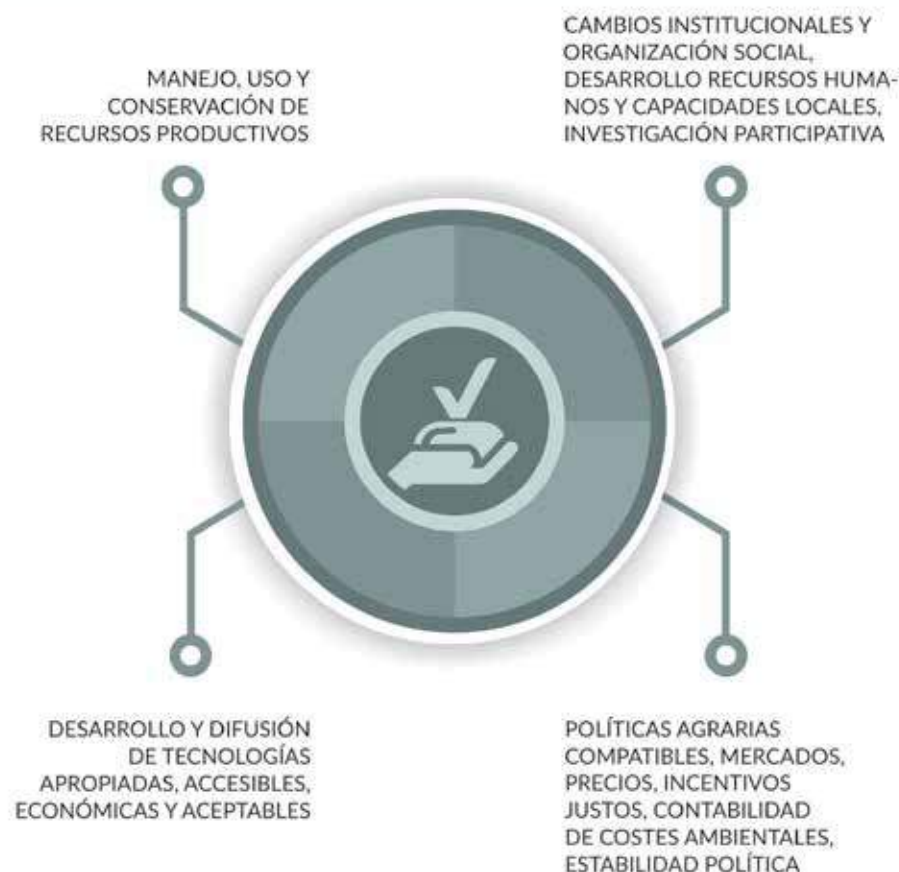 MANEJO, USO Y
CONSERVACIÓN DE
RECURSOS PRODUCTIVOS
CAMBIOS INSTITUCIONALES Y
ORGANIZACIÓN SOCIAL,
DESARROLLO RECURSOS HUMA-
NOS Y CAPACIDADES LOCALES,
INVESTIGACIÓN PARTICIPATIVA
DESARROLLO Y DIFUSIÓN
DE TECNOLOGÍAS
APROPIADAS, ACCESIBLES,
ECONÓMICAS Y ACEPTABLES
POLÍTICAS AGRARIAS
COMPATIBLES, MERCADOS,
PRECIOS, INCENTIVOS
JUSTOS, CONTABILIDAD
DE COSTES AMBIENTALES,
ESTABILIDAD POLÍTICA